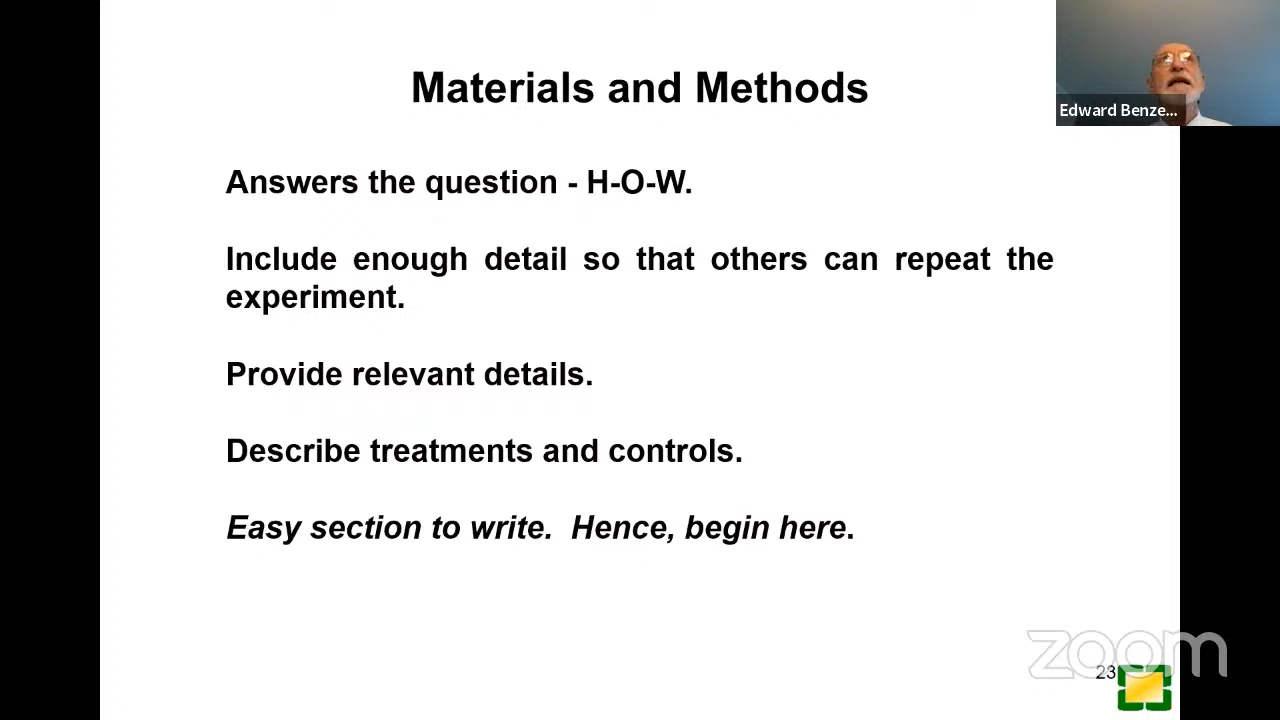 Materials and Methods
Edward Benze...
Answers the question - H-O-W.
Include enough detail so that others can repeat the
experiment.
Provide relevant details.
Describe treatments and controls.
Easy section to write.  Hence, begin here.
zoom
23